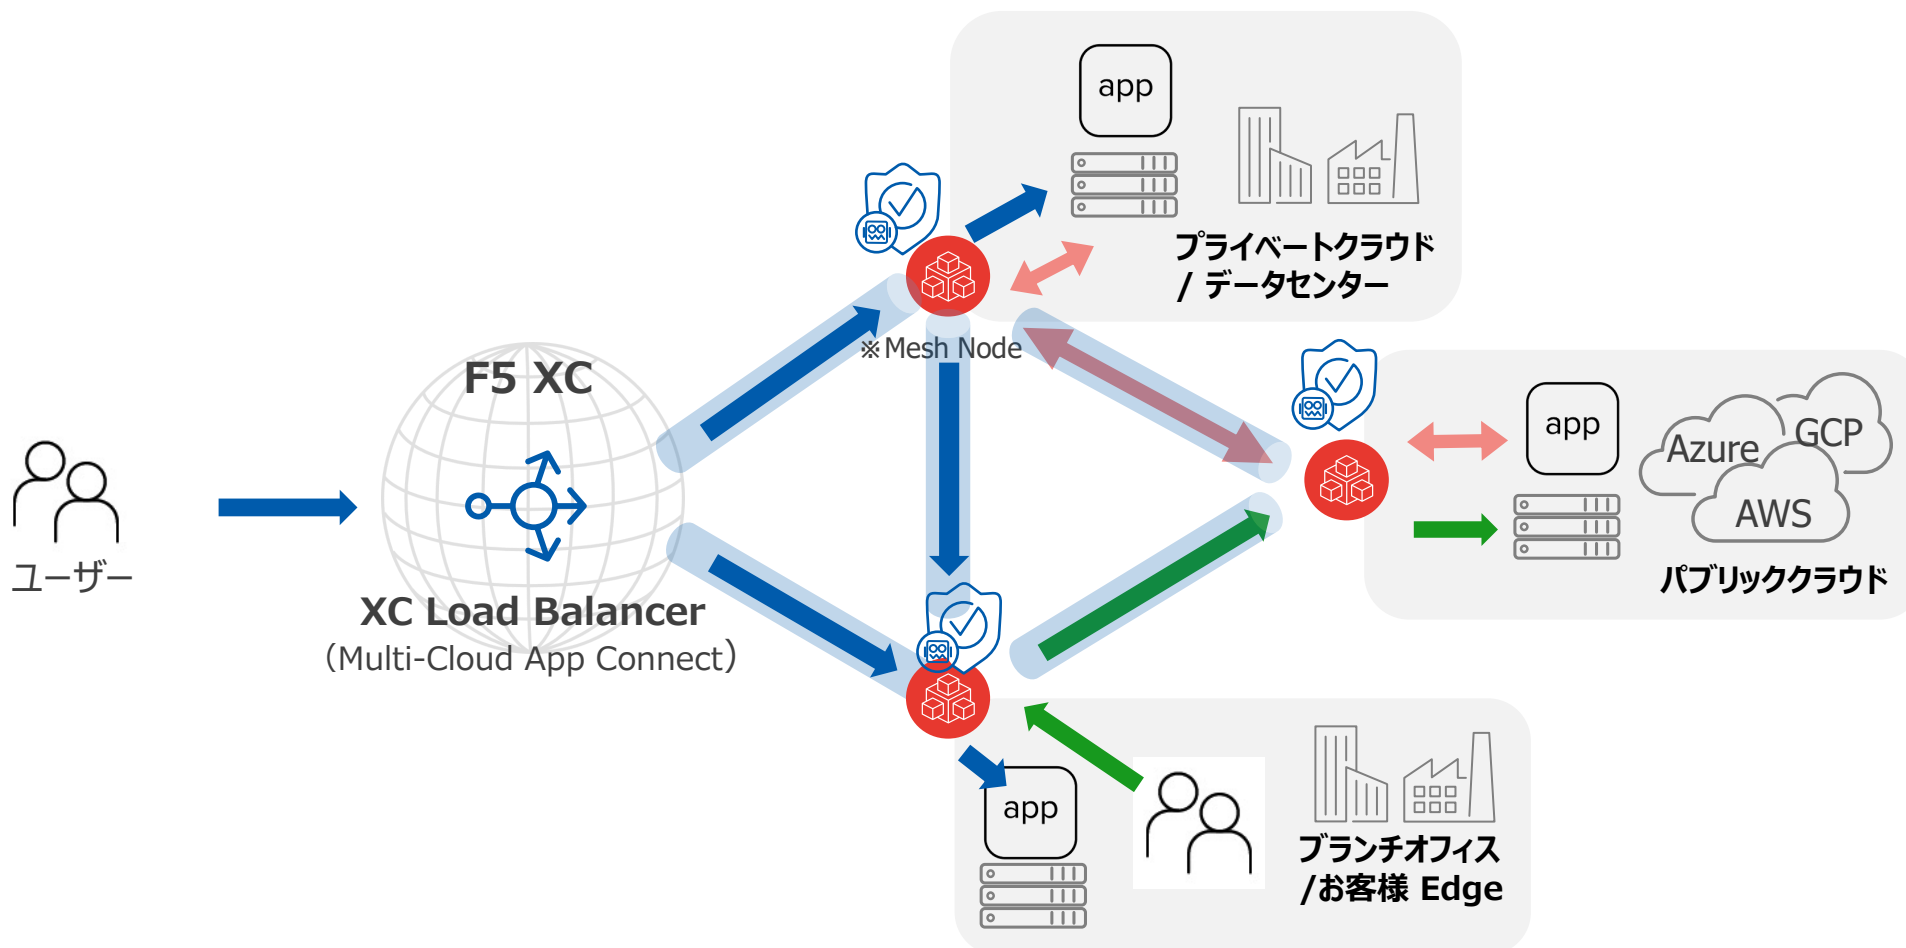 app
プライベートクラウド
/ データセンター
※Mesh Node
F5 XC
ユーザー
XC Load Balancer
（Multi-Cloud App Connect）
app
Azure
GCP
AWS
パブリッククラウド
app
ブランチオフィス
/お客様 Edge